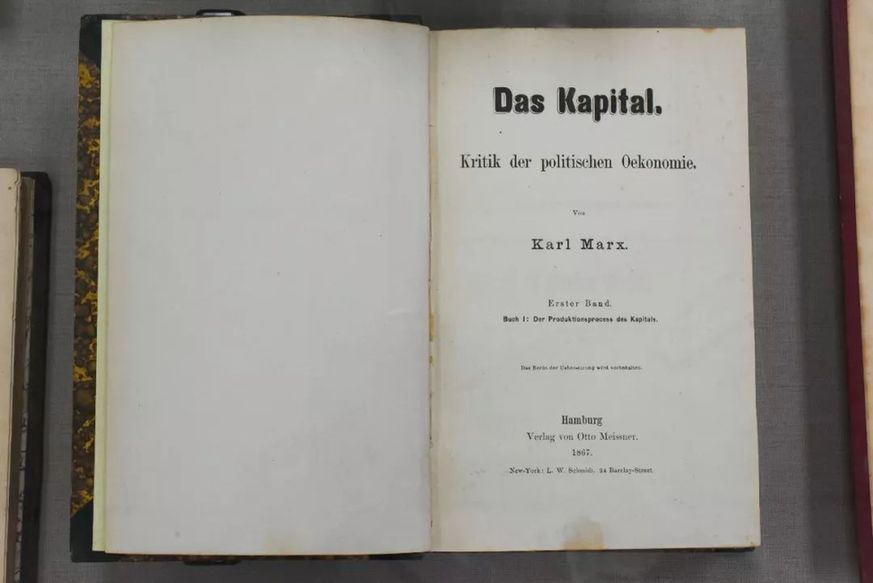 Das Kapital.
Kritik der politischen Oekonomie.
Von
Karl Marx.
Erster Band.
Buch I: Der Produktionsprocess des Kapitals.
Das Recht der Uebersetzung wird vorbehalten.
Hamburg
Verlag von Otto Meissner.
1867.
New-York: L. W. Schmidt. 24 Barclay-Street.